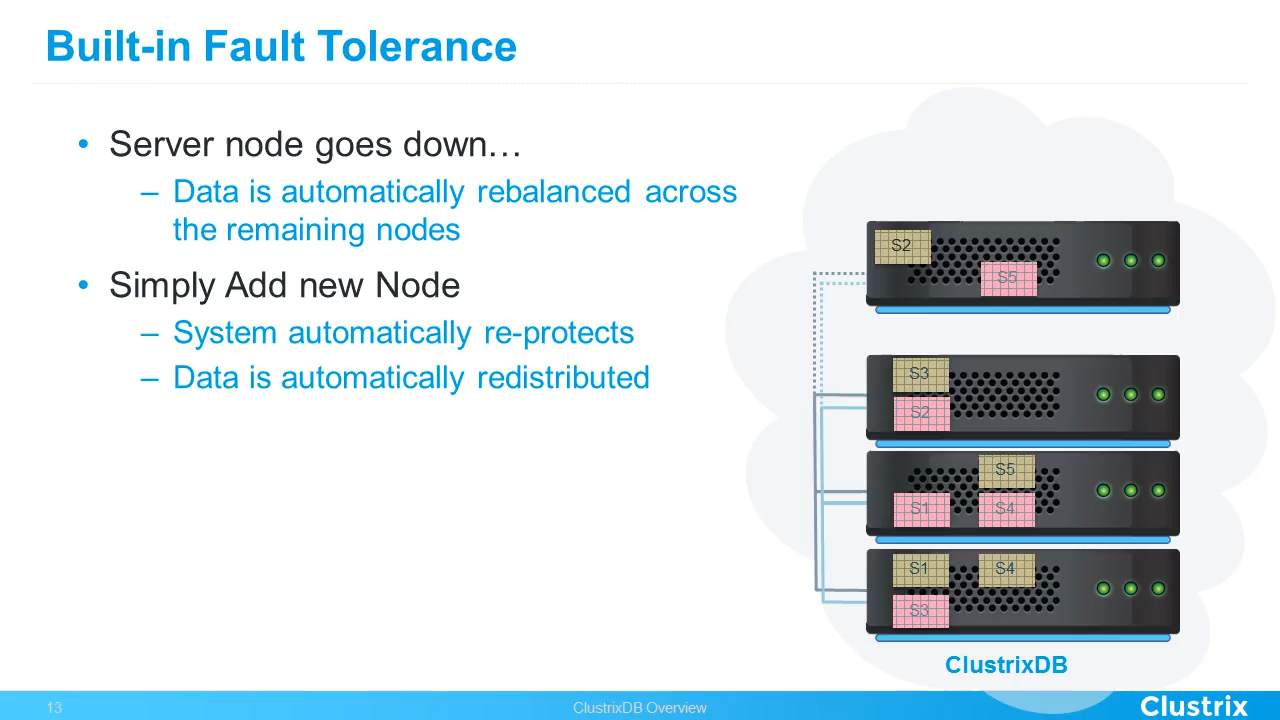 Built-in Fault Tolerance
• Server node goes down…
– Data is automatically rebalanced across
the remaining nodes
• Simply Add new Node
– System automatically re-protects
– Data is automatically redistributed
S2
S5
S3
S2
S5
S1 S4
S1 S4
S3
ClustrixDB
13 ClustrixDB Overview Clustrix